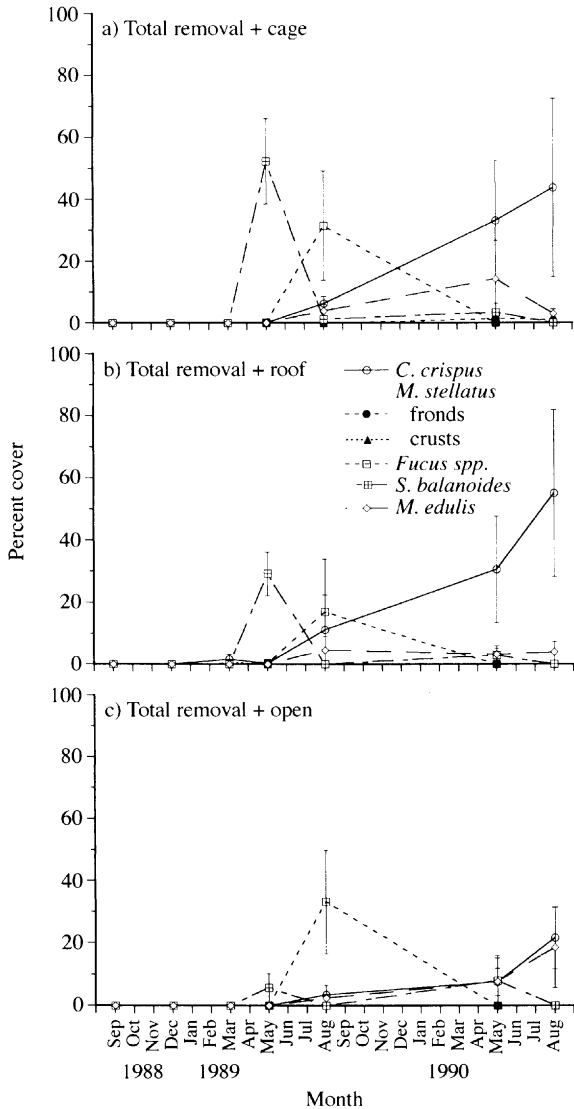 a) Total removal + cage
100
80
60
40
20
0
b) Total removal + roof
100
80
60
40
20
0
C. crispus
M. stellatus
fronds
crusts
Fucus spp.
S. balanoides
M. edulis
Percent cover
c) Total removal + open
100
80
60
40
20
0
Sep Oct Nov Dec Jan Feb Mar Apr May Jun Jul Aug Sep Oct Nov Dec Jan Feb Mar Apr May Jun Jul Aug
1988 1989 1990
Month